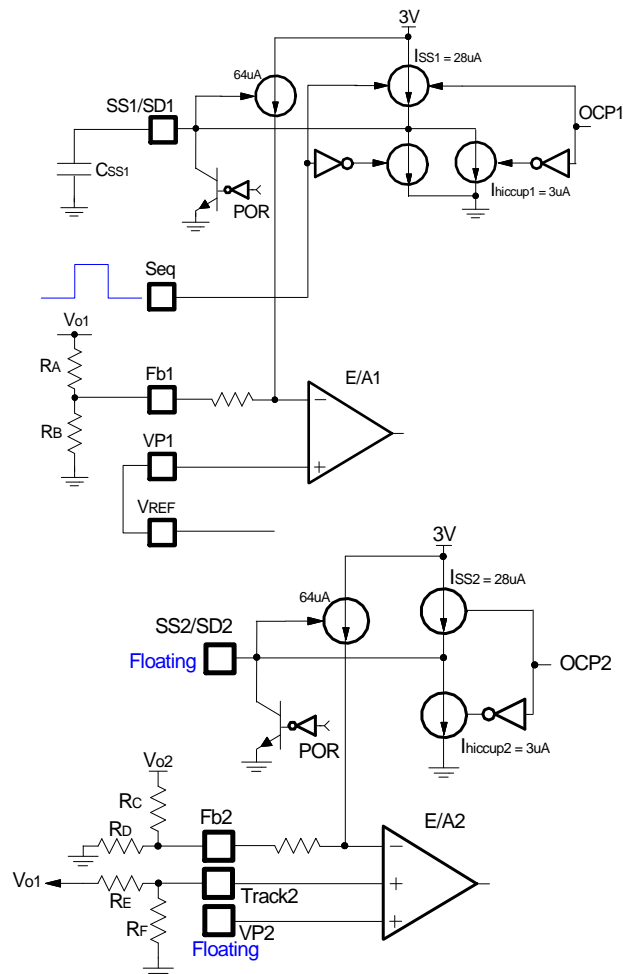 3V
ISS1 = 28uA
64uA
SS1/SD1
OCP1
CSS1
POR
Ihiccup1 = 3uA
Seq
Vo1
RA
Fb1
E/A1
RB
VP1
VREF
3V
ISS2 = 28uA
64uA
SS2/SD2
Floating
OCP2
POR
Ihiccup2 = 3uA
Vo2
RC
Fb2
E/A2
RD
Vo1
RE
Track2
RF
VP2
Floating